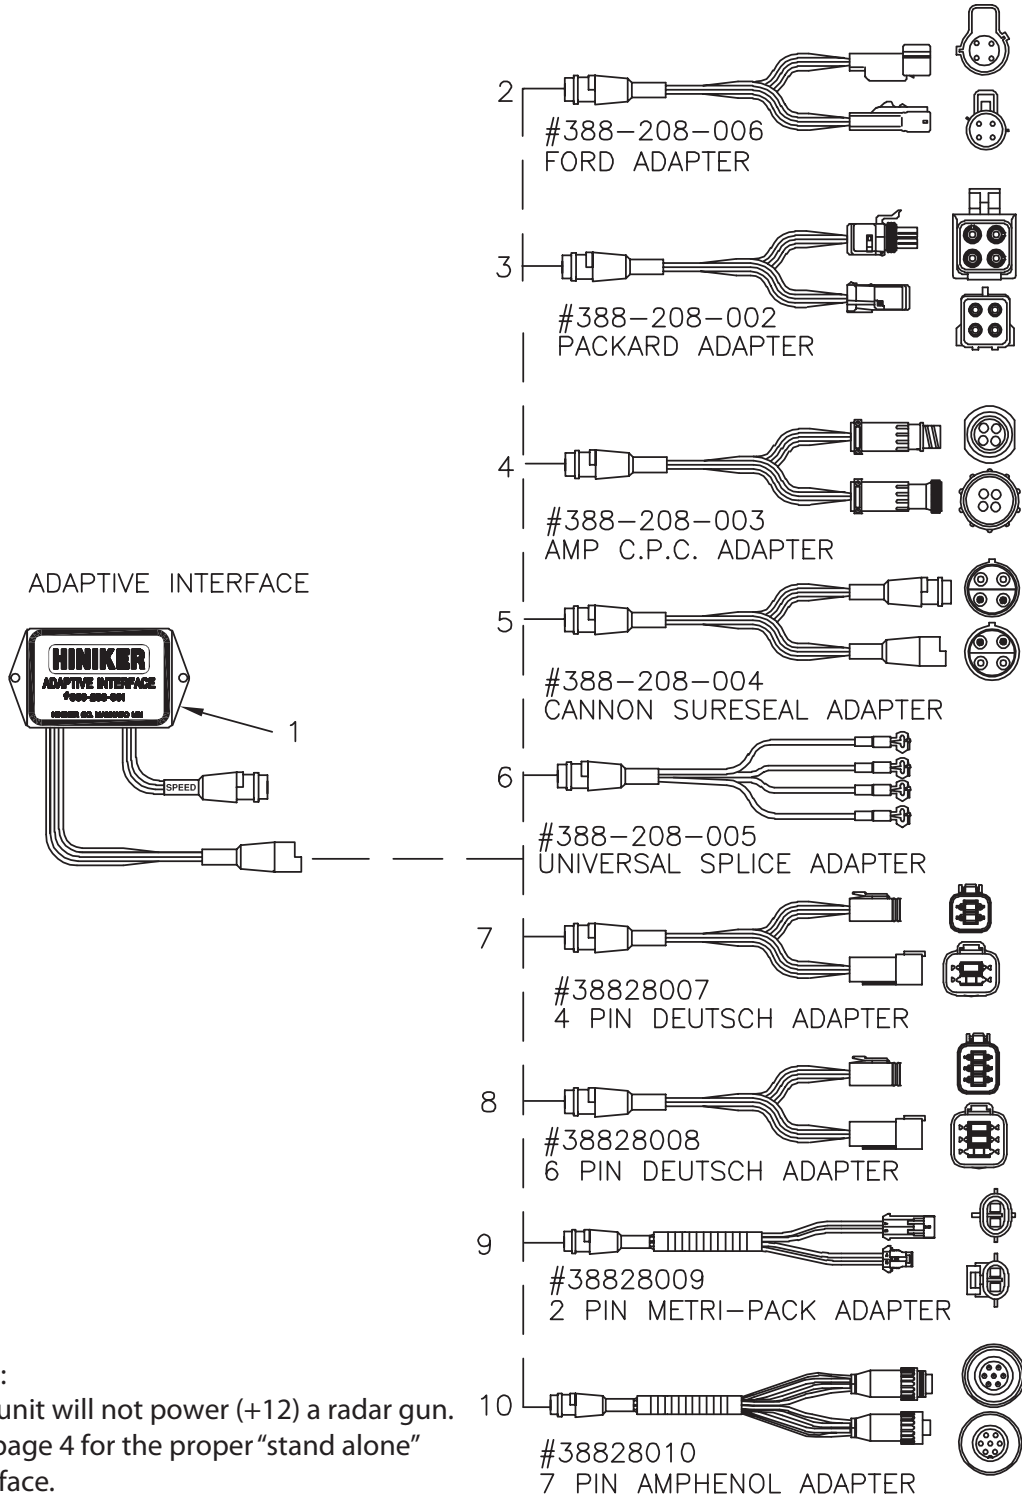 2
#388-208-006
FORD ADAPTER
3
#388-208-002
PACKARD ADAPTER
4
#388-208-003
AMP C.P.C. ADAPTER
ADAPTIVE INTERFACE
HINIKER
ADAPTIVE INTERFACE
1
SPEED
5
#388-208-004
CANNON SURESEAL ADAPTER
6
#388-208-005
UNIVERSAL SPLICE ADAPTER
7
#38828007
4 PIN DEUTSCH ADAPTER
8
#38828008
6 PIN DEUTSCH ADAPTER
9
#38828009
2 PIN METRI-PACK ADAPTER
10
#38828010
7 PIN AMPHENOL ADAPTER
:
unit will not power (+12) a radar gun.
page 4 for the proper “stand alone”
face.